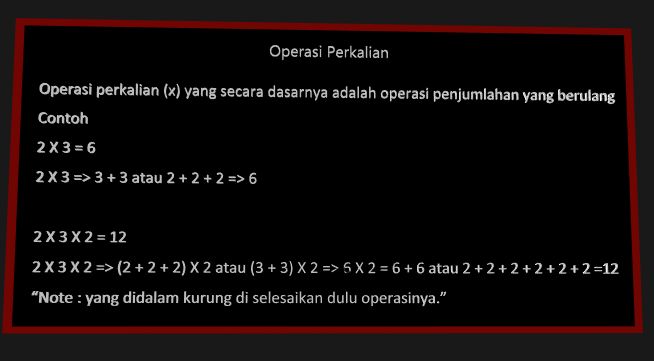 Operasi Perkalian
Operasi perkalian (x) yang secara dasarnya adalah operasi penjumlahan yang berulang
Contoh
2 X 3 = 6
2 X 3 => 3 + 3 atau 2 + 2 + 2 => 6
2 X 3 X 2 = 12
2 X 3 X 2 => (2 + 2 + 2) X 2 atau (3 + 3) X 2 => 6 X 2 = 6 + 6 atau 2 + 2 + 2 + 2 + 2 + 2 =12
“Note : yang didalam kurung di selesaikan dulu operasinya.”